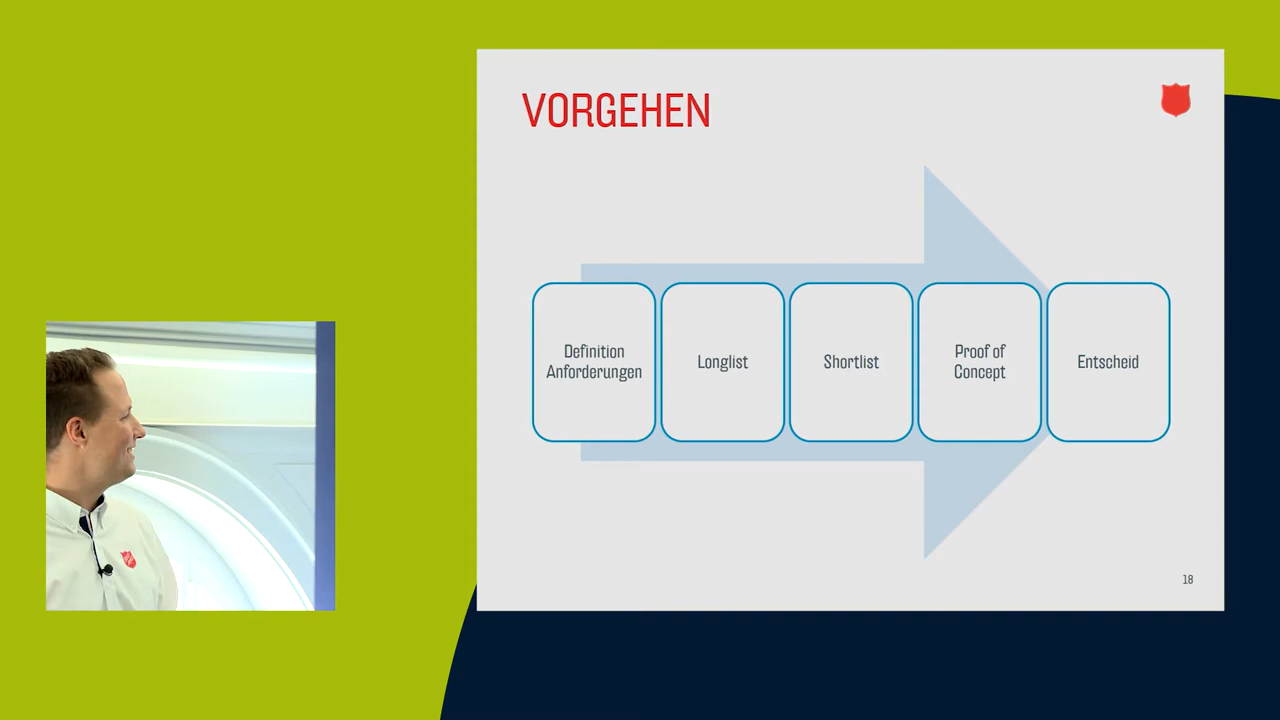 VORGEHEN
Definition
Anforderungen
Longlist
Shortlist
Proof of
Concept
Entscheid
18